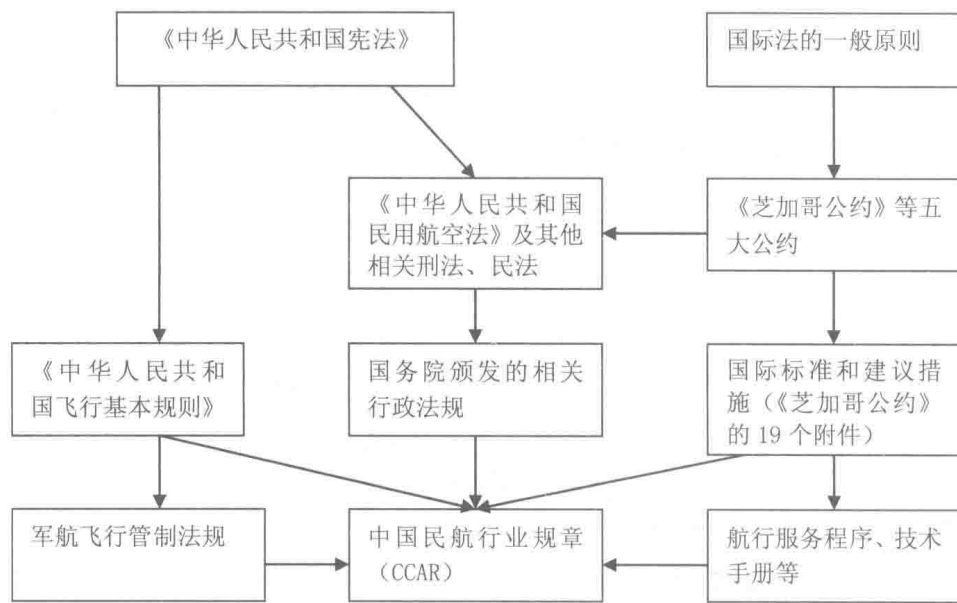 《中华人民共和国宪法》
国际法的一般原则
《中华人民共和国
民用航空法》及其他
相关刑法、民法
《芝加哥公约》等五
大公约
《中华人民共和
国飞行基本规则》
国务院颁发的相关
行政法规
国际标准和建议措
施（《芝加哥公约》
的 19 个附件）
军航飞行管制法规
中国民航行业规章
（CCAR）
航行服务程序、技术
手册等